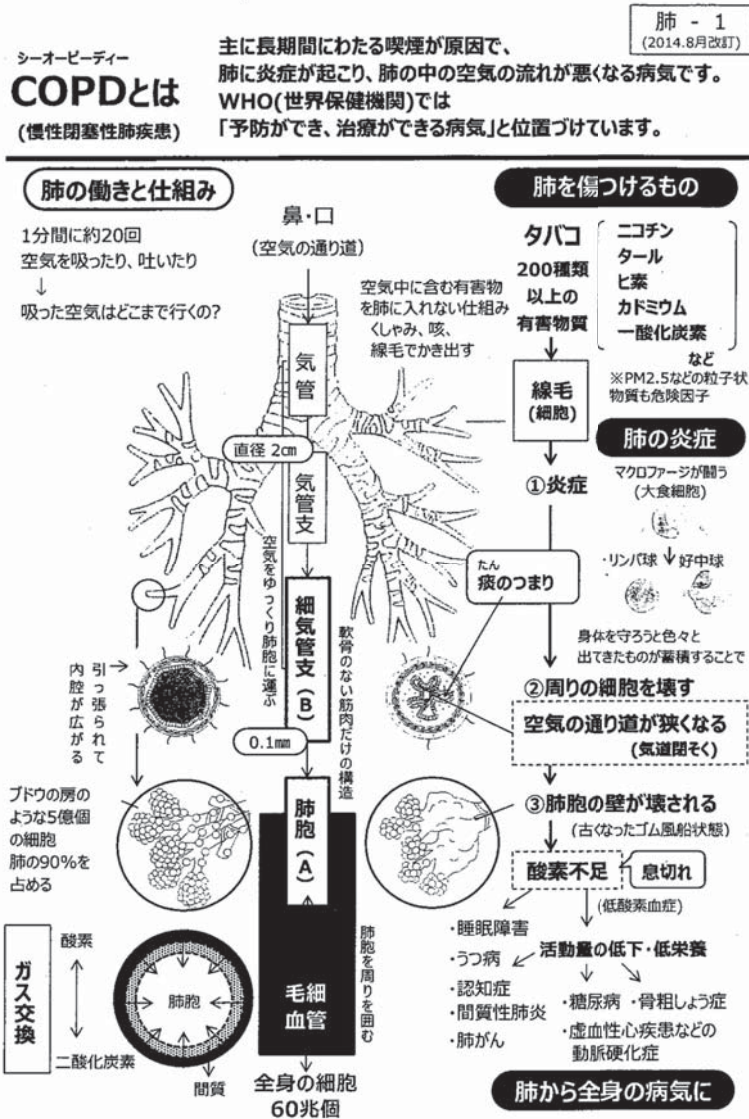 肺 - 1
(2014.8月改訂)
シーオーピーディー
COPDとは
(慢性閉塞性肺疾患)
主に長期間にわたる喫煙が原因で、
肺に炎症が起こり、肺の中の空気の流れが悪くなる病気です。
WHO(世界保健機関)では
「予防ができ、治療ができる病気」と位置づけています。
肺の働きと仕組み
1分間に約20回
空気を吸ったり、吐いたり
↓
吸った空気はどこまで行くの?
鼻・口
(空気の通り道)
空気中に含む有害物
を肺に入れない仕組み
くしゃみ、咳、
線毛でかき出す
気管
直径 2㎝
気管支
空気をゆっくり肺胞に運ぶ
細気管支(B)
軟骨のない筋肉だけの構造
0.1㎜
引っ張られて
内腔が広がる
ブドウの房の
ような5億個
の細胞
肺の90%を
占める
肺胞(A)
肺胞を周りを囲む
毛細
血管
全身の細胞
60兆個
ガス交換
酸素
二酸化炭素
肺胞
間質
肺を傷つけるもの
タバコ
200種類
以上の
有害物質
ニコチン
タール
ヒ素
カドミウム
一酸化炭素
など
※PM2.5などの粒子状
物質も危険因子
線毛
(細胞)
肺の炎症
マクロファージが闘う
(大食細胞)
・リンパ球
好中球
身体を守ろうと色々と
出てきたものが蓄積することで
①炎症
たん
痰のつまり
②周りの細胞を壊す
空気の通り道が狭くなる
(気道閉そく)
③肺胞の壁が壊される
(古くなったゴム風船状態)
酸素不足
息切れ
(低酸素血症)
・睡眠障害
・うつ病
・認知症
・間質性肺炎
・肺がん
活動量の低下・低栄養
・糖尿病
・骨粗しょう症
・虚血性心疾患などの
動脈硬化症
肺から全身の病気に